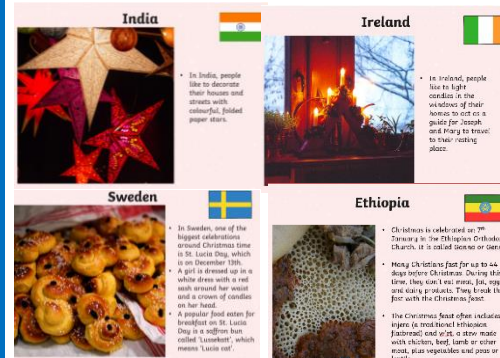 India
In India, people
like to decorate
their houses and
streets with
colourful, folded
paper stars.
Ireland
In Ireland, people
like to light
candles in the
windows of their
homes to act as a
guide for Joseph
and Mary to travel
to their resting
place.
Sweden
In Sweden, one of the
biggest celebrations
around Christmas time
is St. Lucia Day, which
is on December 13th.
A girl is dressed up in a
white dress with a red
sash around her waist
and a crown of candles
on her head.
A popular food eaten for
breakfast on St. Lucia
Day is a saffron bun
called 'Lussekatt', which
means 'Lucia cat'.
Ethiopia
Christmas is celebrated on 7th
January in the Ethiopian Orthodox
Church. It is called Ganna or Genna
Many Christians fast for up to 44
days before Christmas. During this
time, they don't eat meat, fat, eggs
and dairy products. They break the
fast with the Christmas feast.
The Christmas feast often includes
injera (a traditional Ethiopian
flatbread) and w'at, a stew made
with chicken, beef, lamb or other
meat, plus vegetables and peas or